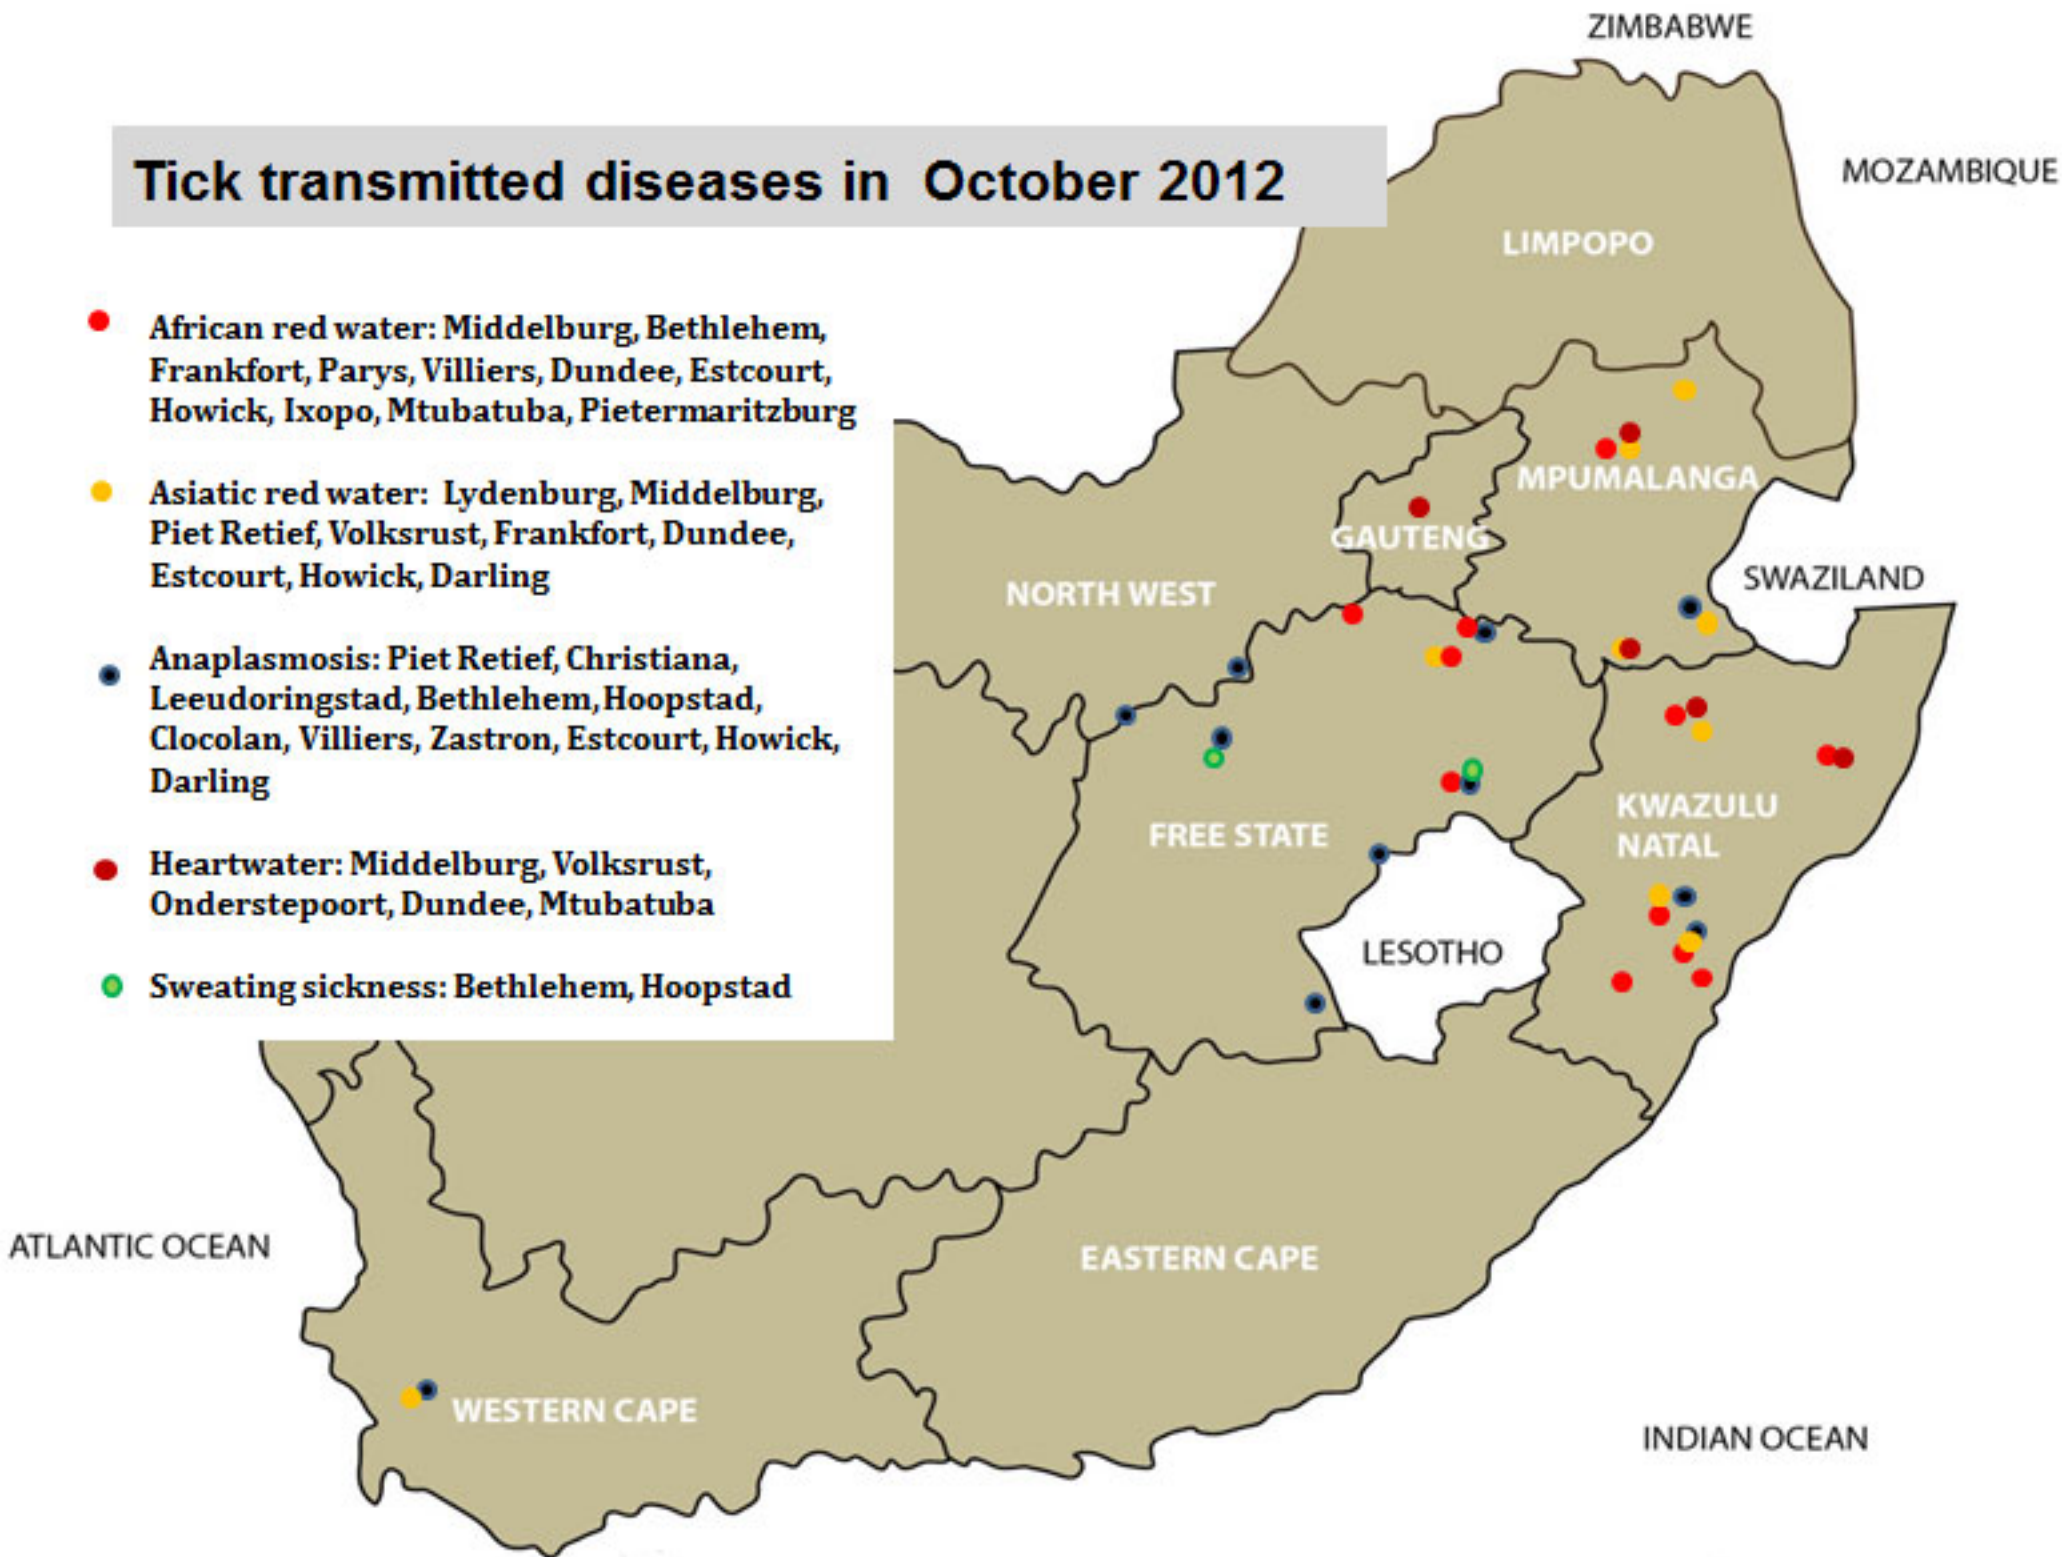 ZIMBABWE
Tick transmitted diseases in October 2012
MOZAMBIQUE
LIMPOPO
African red water: Middelburg, Bethlehem,
Frankfort, Parys, Villiers, Dundee, Estcourt,
Howick, Ixopo, Mtubatuba, Pietermaritzburg
Asiatic red water: Lydenburg, Middelburg,
Piet Retief, Volksrust, Frankfort, Dundee,
Estcourt, Howick, Darling
Anaplasmosis: Piet Retief, Christiana,
Leeudoringstad, Bethlehem, Hoopstad,
Clocolan, Villiers, Zastron, Estcourt, Howick,
Darling
Heartwater: Middelburg, Volksrust,
Onderstepoort, Dundee, Mtubatuba
Sweating sickness: Bethlehem, Hoopstad
MPUMALANGA
GAUTENG
SWAZILAND
NORTH WEST
KWAZULU
NATAL
FREE STATE
LESOTHO
ATLANTIC OCEAN
EASTERN CAPE
WESTERN CAPE
INDIAN OCEAN